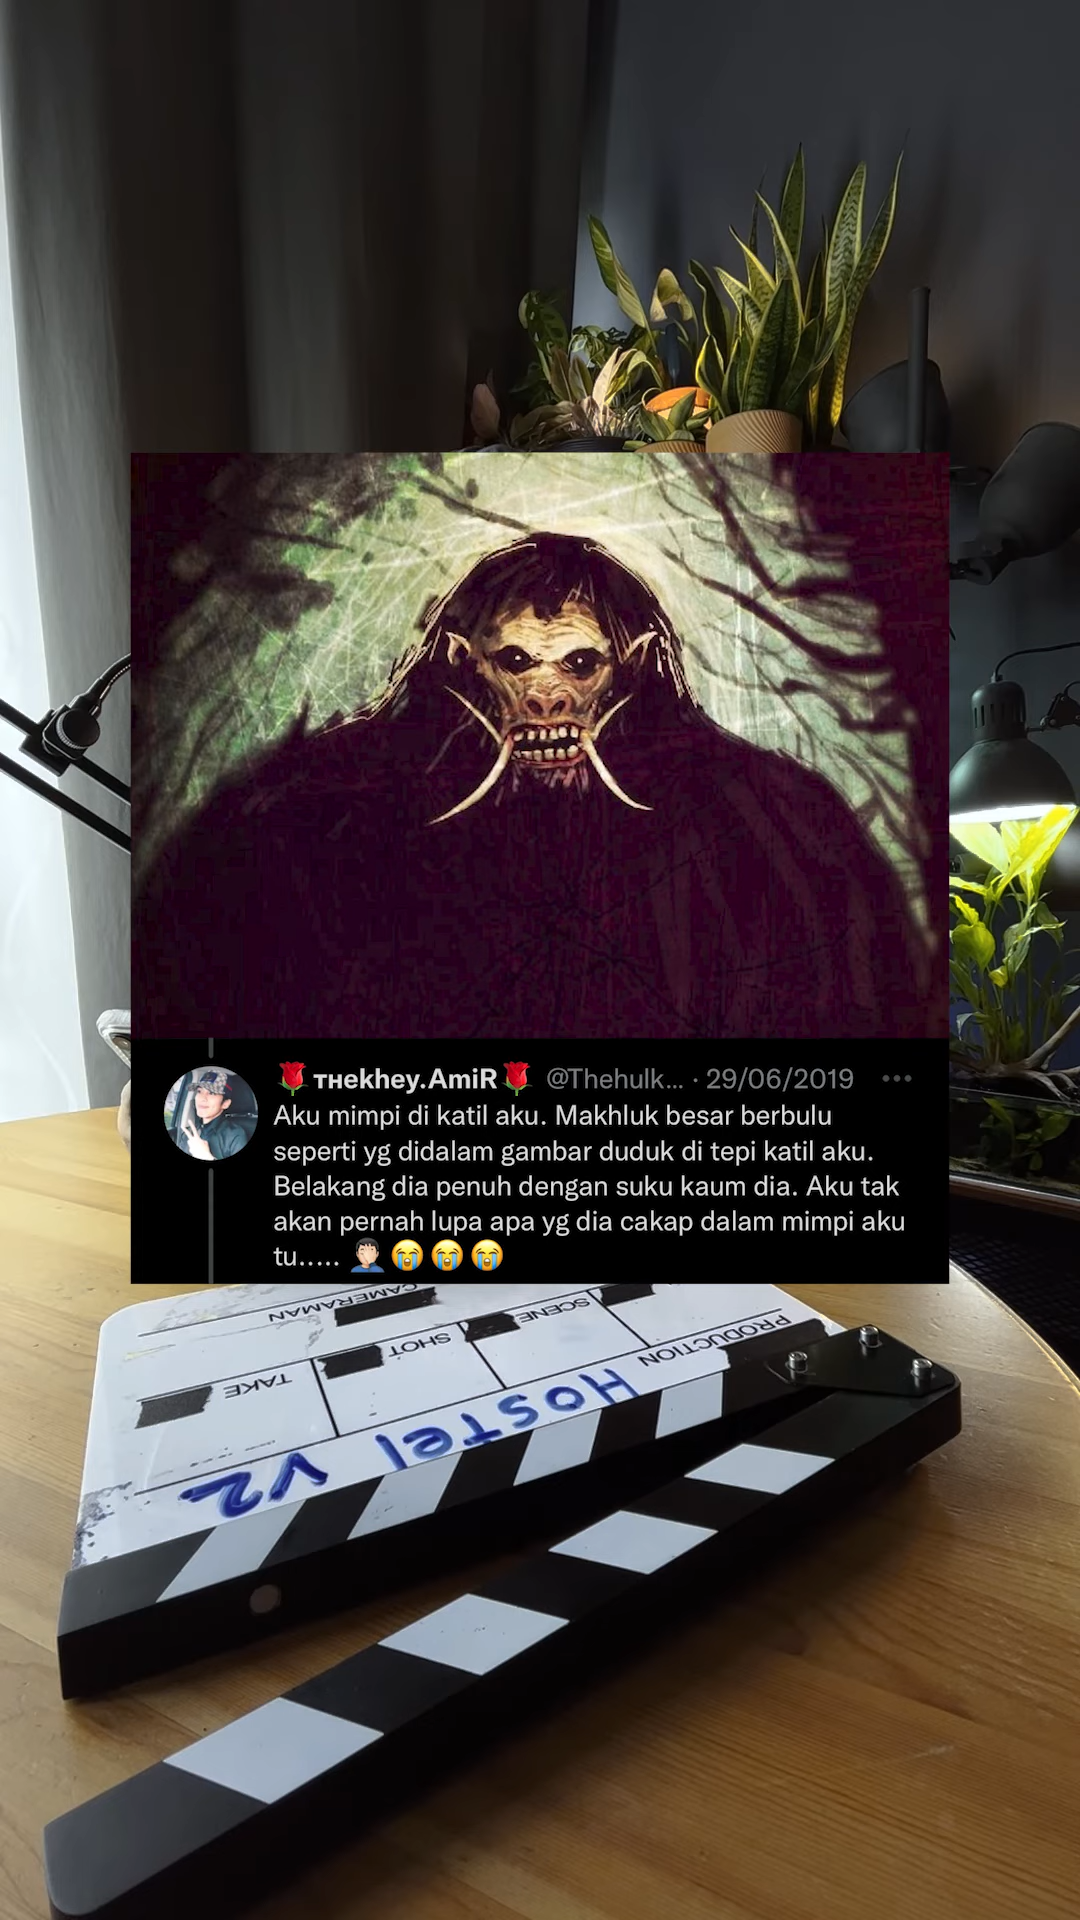 🌹тнekhey.AmiR🌹 @Thehulk... · 29/06/2019 ...
Aku mimpi di katil aku. Makhluk besar berbulu
seperti yg didalam gambar duduk di tepi katil aku.
Belakang dia penuh dengan suku kaum dia. Aku tak
akan pernah lupa apa yg dia cakap dalam mimpi aku
tu..... 🤦🏻‍♂️😭😭😭
PRODUCTION
HOSTel V2
SCENE
SHOT
TAKE
CAMERAMAN